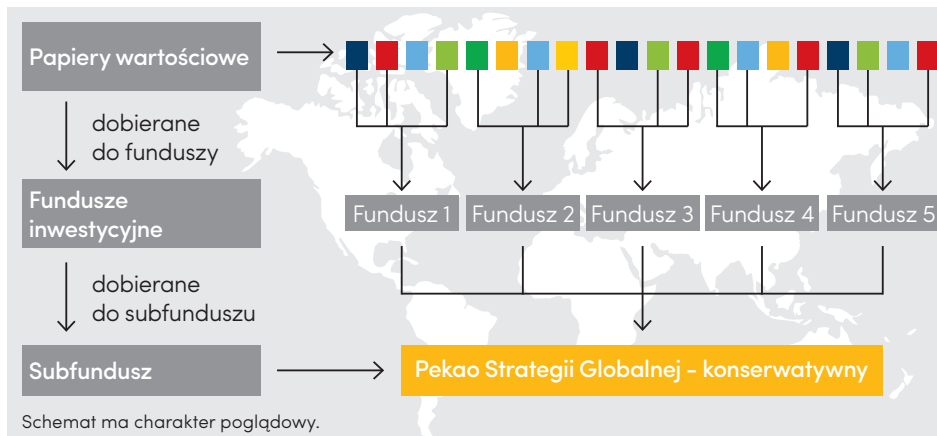 Papiery wartościowe
dobierane
do funduszy
Fundusze
inwestycyjne
Fundusz 1
Fundusz 2
Fundusz 3
Fundusz 4
Fundusz 5
dobierane
do subfunduszu
Subfundusz
Pekao Strategii Globalnej - konserwatywny
Schemat ma charakter poglądowy.